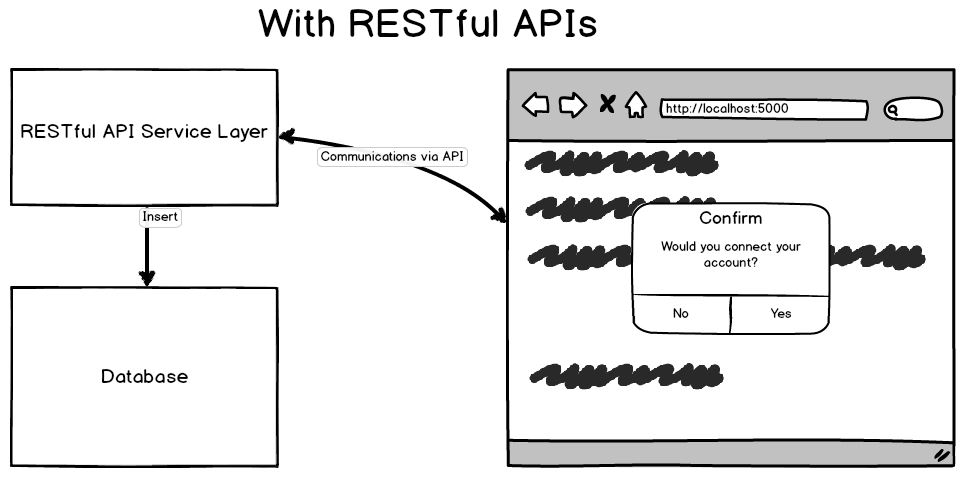 With RESTful APIs
RESTful API Service Layer
Communications via API
Insert
Database
http://localhost:5000
Confirm
Would you connect your
account?
No
Yes